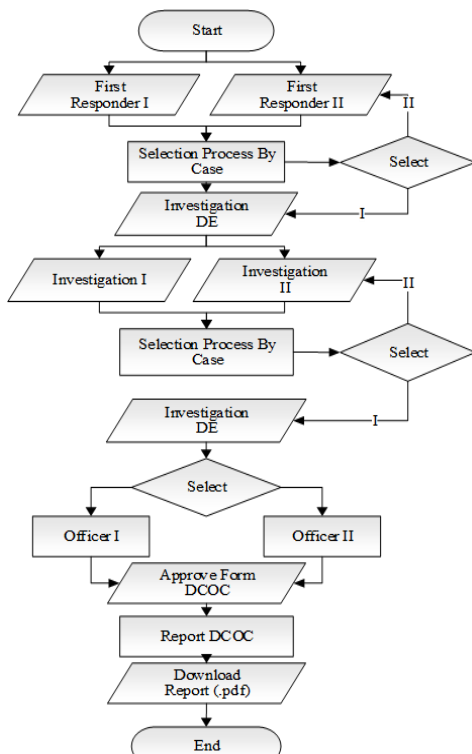 Start
First
Responder I
First
Responder II
II
Selection Process By
Case
Select
Investigation
DE
I
Investigation I
Investigation
II
II
Selection Process By
Case
Select
Investigation
DE
I
Select
Officer I
Officer II
Approve Form
DCOC
Report DCOC
Download
Report (.pdf)
End